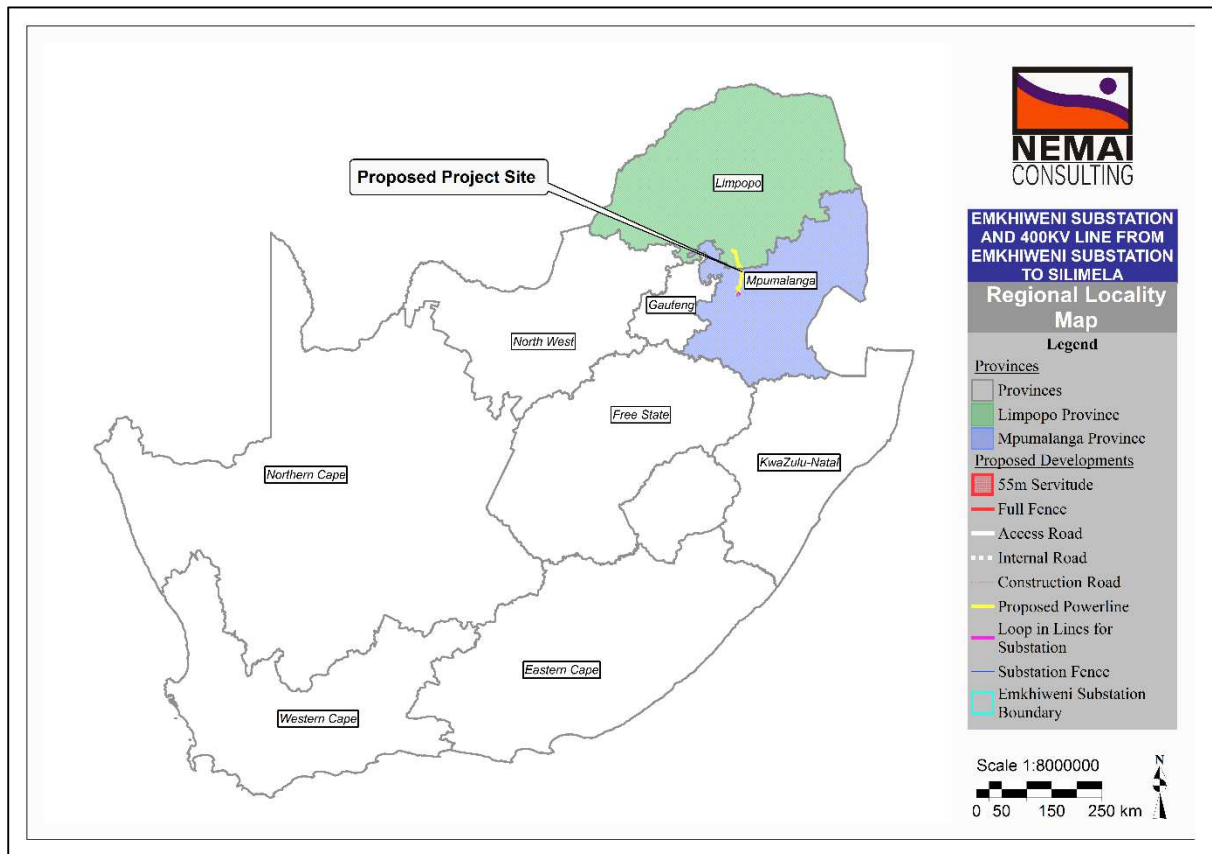 Proposed Project Site
Limpopo
Mpumalanga
Gauteng
North West
Free State
KwaZulu-Natal
Northern Cape
Eastern Cape
Western Cape
NEMAI
CONSULTING
EMKHIWENI SUBSTATION
AND 400KV LINE FROM
EMKHIWENI SUBSTATION
TO SILIMELA
Regional Locality
Map
Legend
Provinces
Provinces
Limpopo Province
Mpumalanga Province
Proposed Developments
55m Servitude
Full Fence
Access Road
Internal Road
Construction Road
Proposed Powerline
Loop in Lines for
Substation
Substation Fence
Emkhiweni Substation
Boundary
Scale 1:8000000
N
0 50 150 250 km